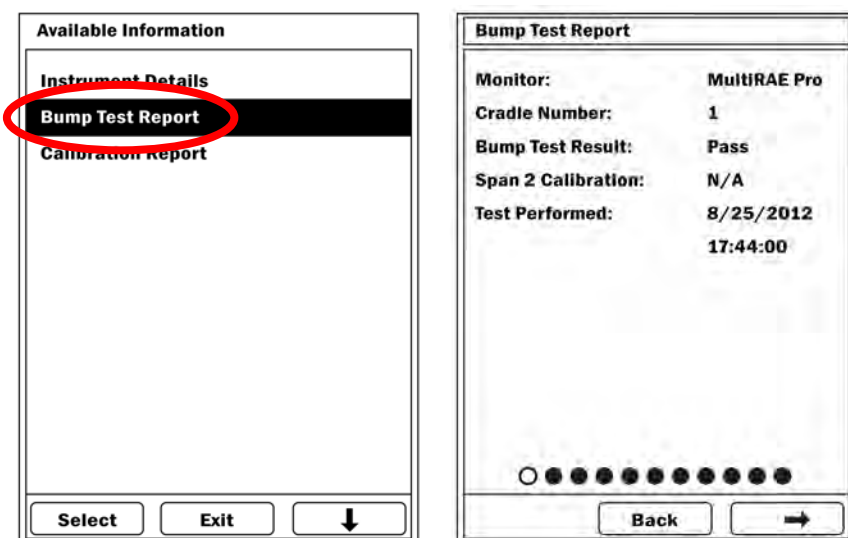 Available Information
Instrument Details
Bump Test Report
Calibration Report
Select Exit
Bump Test Report
Monitor: MultiRAE Pro
Cradle Number: 1
Bump Test Result: Pass
Span 2 Calibration: N/A
Test Performed: 8/25/2012
17:44:00
Back